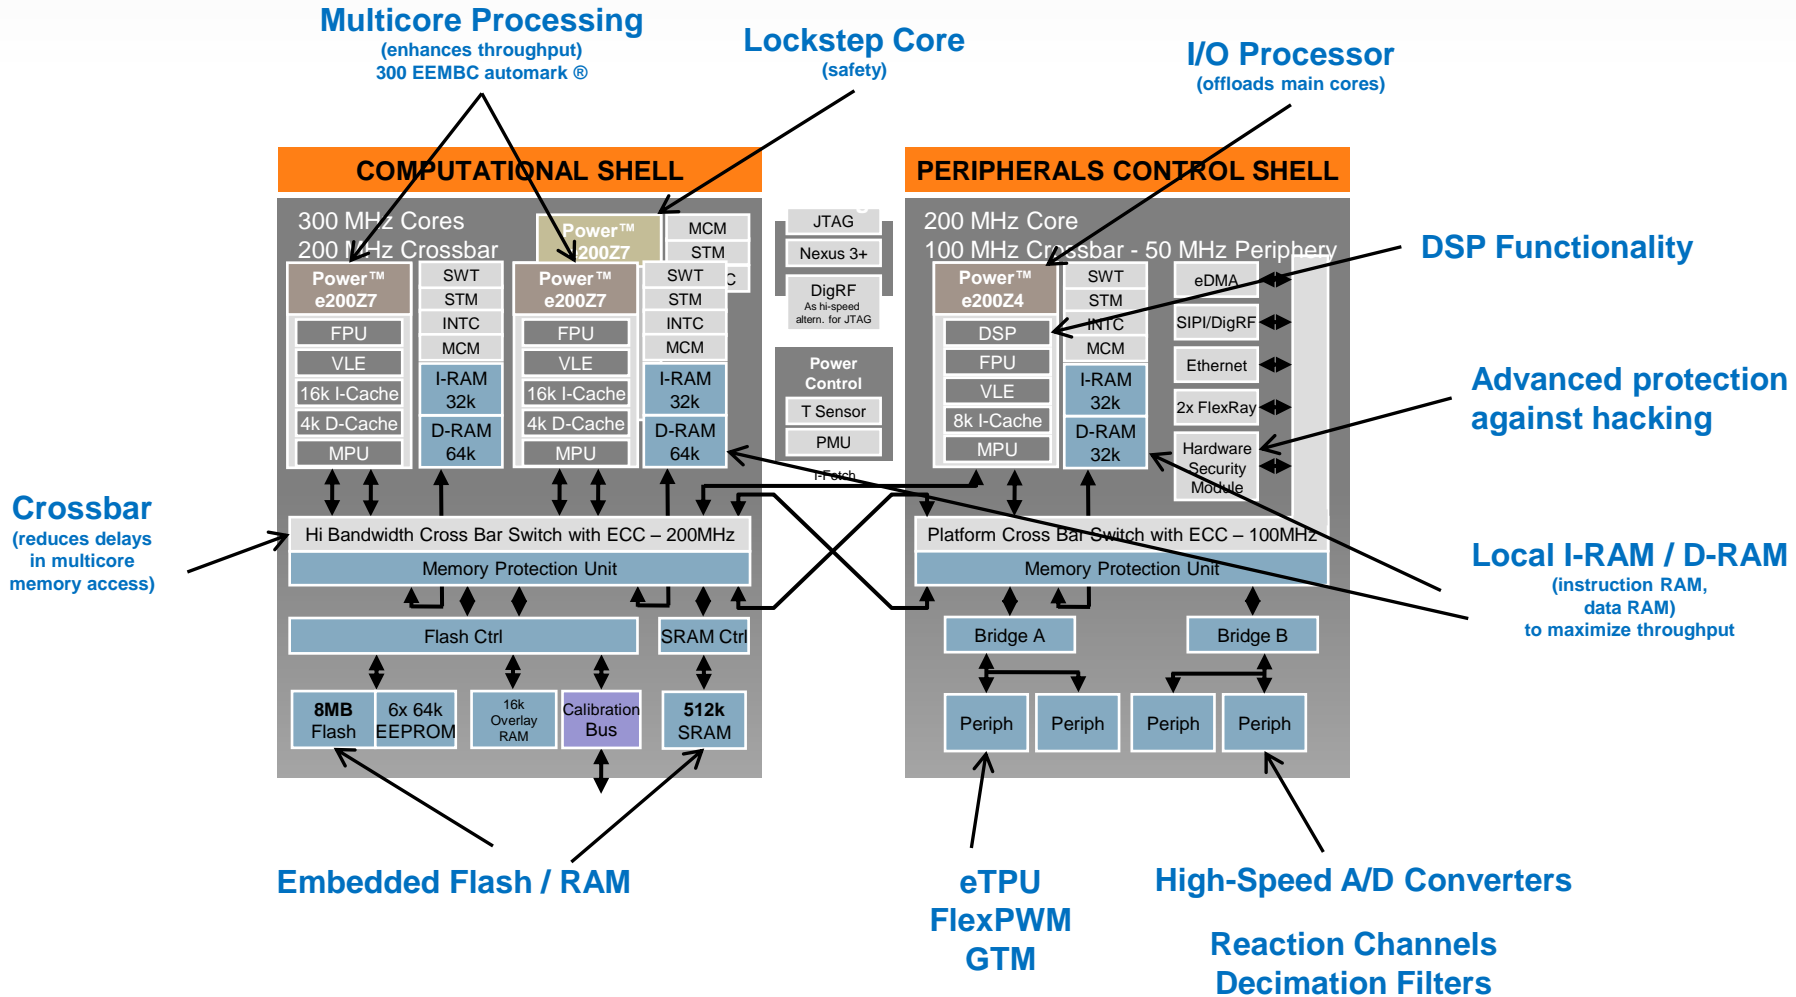 Multicore Processing
(enhances throughput)
300 EEMBC automark ®
Lockstep Core
(safety)
I/O Processor
(offloads main cores)
COMPUTATIONAL SHELL
300 MHz Cores
200 MHz Crossbar
Power™
e200Z7
MCM
STM
Power™
e200Z7
FPU
VLE
16k I-Cache
4k D-Cache
MPU
SWT
STM
INTC
MCM
I-RAM
32k
D-RAM
64k
Power™
e200Z7
FPU
VLE
16k I-Cache
4k D-Cache
MPU
SWT
STM
INTC
MCM
I-RAM
32k
D-RAM
64k
Hi Bandwidth Cross Bar Switch with ECC – 200MHz
Memory Protection Unit
Flash Ctrl
SRAM Ctrl
8MB
Flash
6x 64k
EEPROM
16k
Overlay
RAM
Calibration
Bus
512k
SRAM
JTAG
Nexus 3+
DigRF
As hi-speed
altern. for JTAG
Power
Control
T Sensor
PMU
I-Fetch
PERIPHERALS CONTROL SHELL
200 MHz Core
100 MHz Crossbar - 50 MHz Periphery
Power™
e200Z4
DSP
FPU
VLE
8k I-Cache
MPU
SWT
STM
INTC
MCM
I-RAM
32k
D-RAM
32k
eDMA
SIPI/DigRF
Ethernet
2x FlexRay
Hardware
Security
Module
Platform Cross Bar Switch with ECC – 100MHz
Memory Protection Unit
Bridge A
Bridge B
Periph
Periph
Periph
Periph
DSP Functionality
Advanced protection
against hacking
Local I-RAM / D-RAM
(instruction RAM,
data RAM)
to maximize throughput
Crossbar
(reduces delays
in multicore
memory access)
Embedded Flash / RAM
eTPU
FlexPWM
GTM
High-Speed A/D Converters
Reaction Channels
Decimation Filters